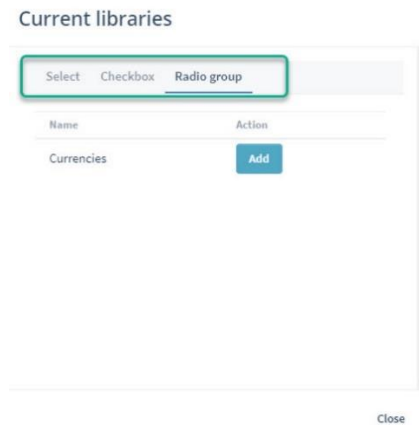 Current libraries
Select Checkbox Radio group
Name Action
Currencies Add
Close